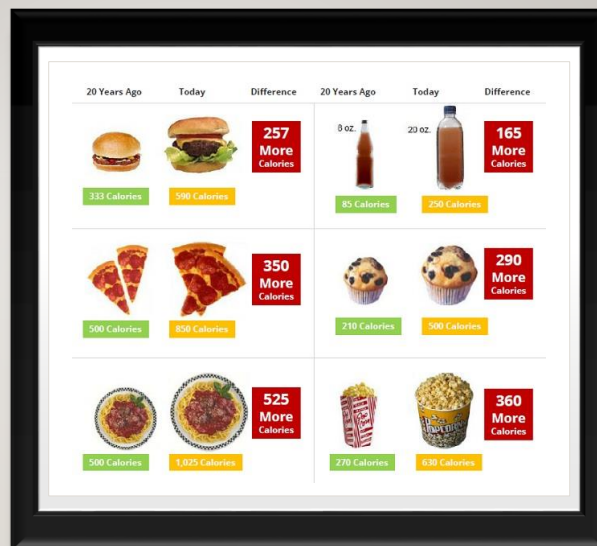 20 Years Ago Today Difference 20 Years Ago Today Difference
257
More
Calories
333 Calories 590 Calories
8 oz. 20 oz.
165
More
Calories
85 Calories 250 Calories
350
More
Calories
500 Calories 850 Calories
290
More
Calories
210 Calories 500 Calories
525
More
Calories
500 Calories 1,025 Calories
POPCORN
360
More
Calories
270 Calories 630 Calories